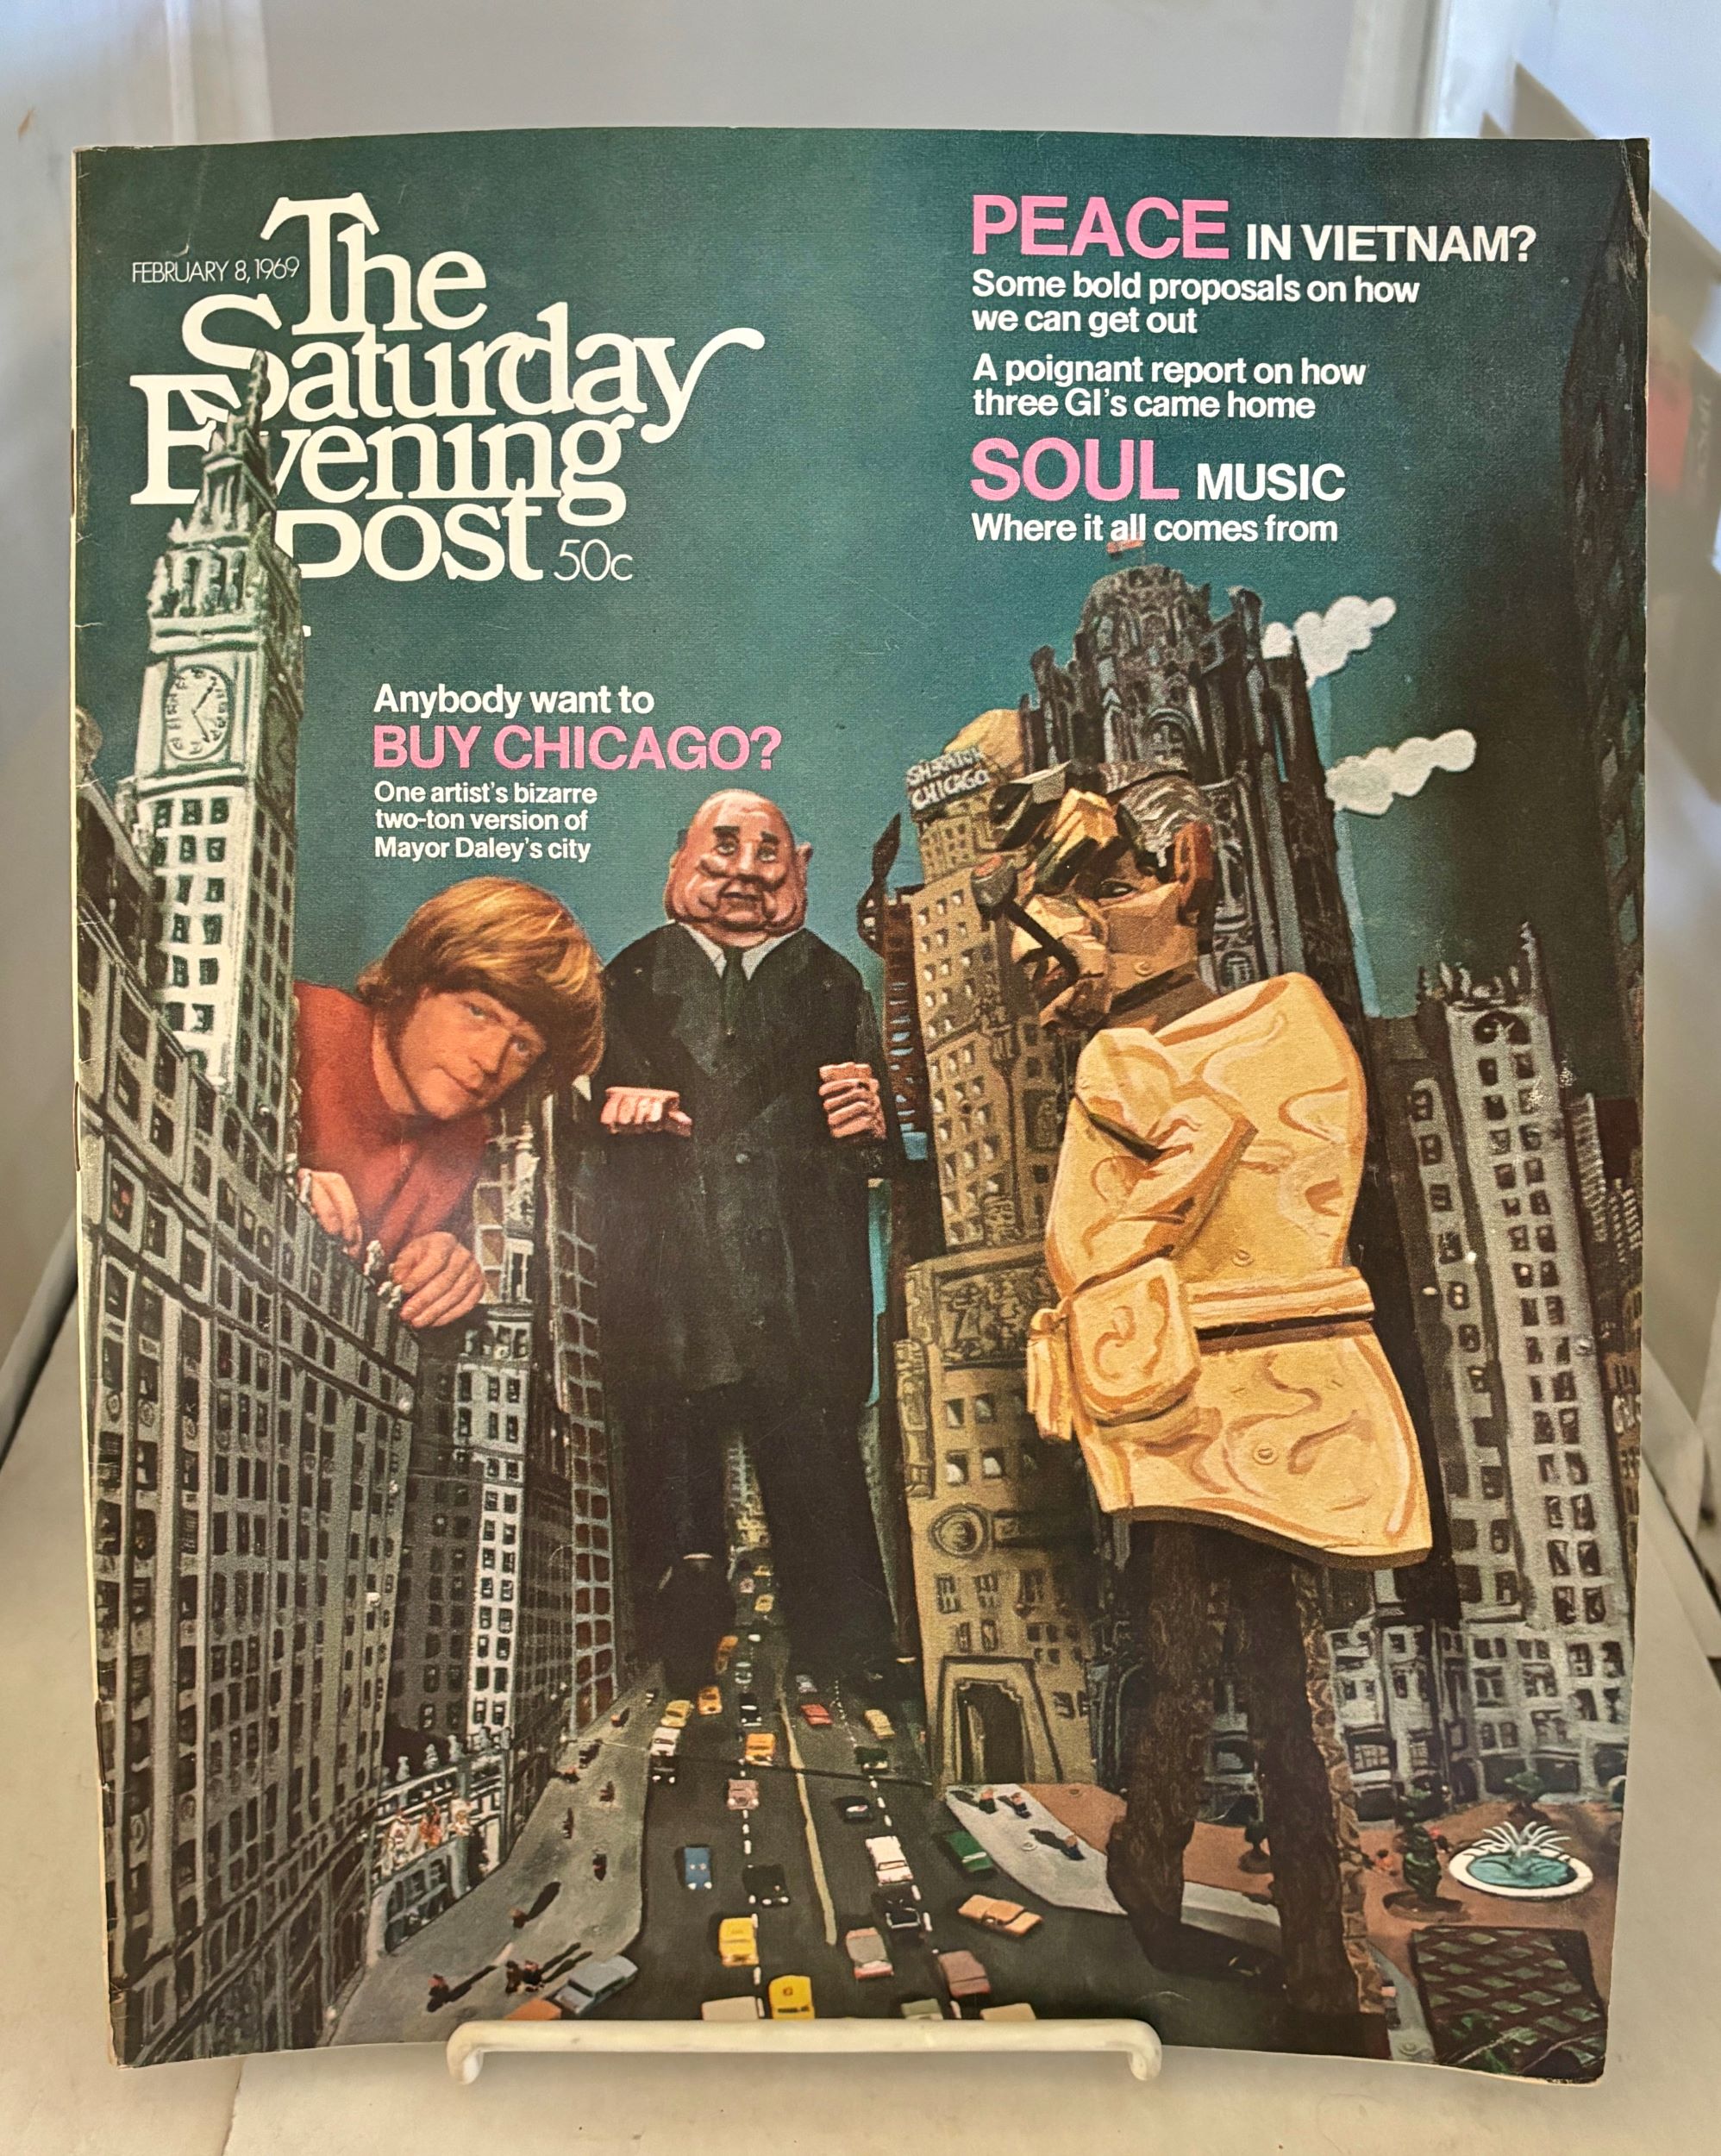 FEBRUARY 8, 1969
The
Saturday
Evening
Post
50c
PEACE IN VIETNAM?
Some bold proposals on how
we can get out
A poignant report on how
three GI's came home
SOUL MUSIC
Where it all comes from
Anybody want to
BUY CHICAGO?
One artist's bizarre
two-ton version of
Mayor Daley's city
SHERATON
CHICAGO